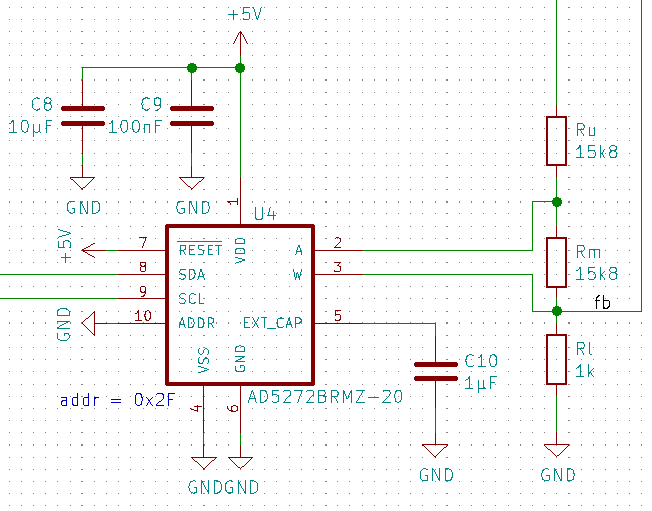 +5V
C8
10µF
C9
100nF
GND
GND
Ru
15k8
U4
1
VDD
+5V
7
RESET
A
2
8
SDA
W
3
Rm
15k8
9
SCL
fb
GND
10
ADDR
EXT_CAP
5
VSS
GND
Rl
1k
C10
1µF
addr = 0x2F
4
6
AD5272BRMZ-20
GND
GND
GND
GND